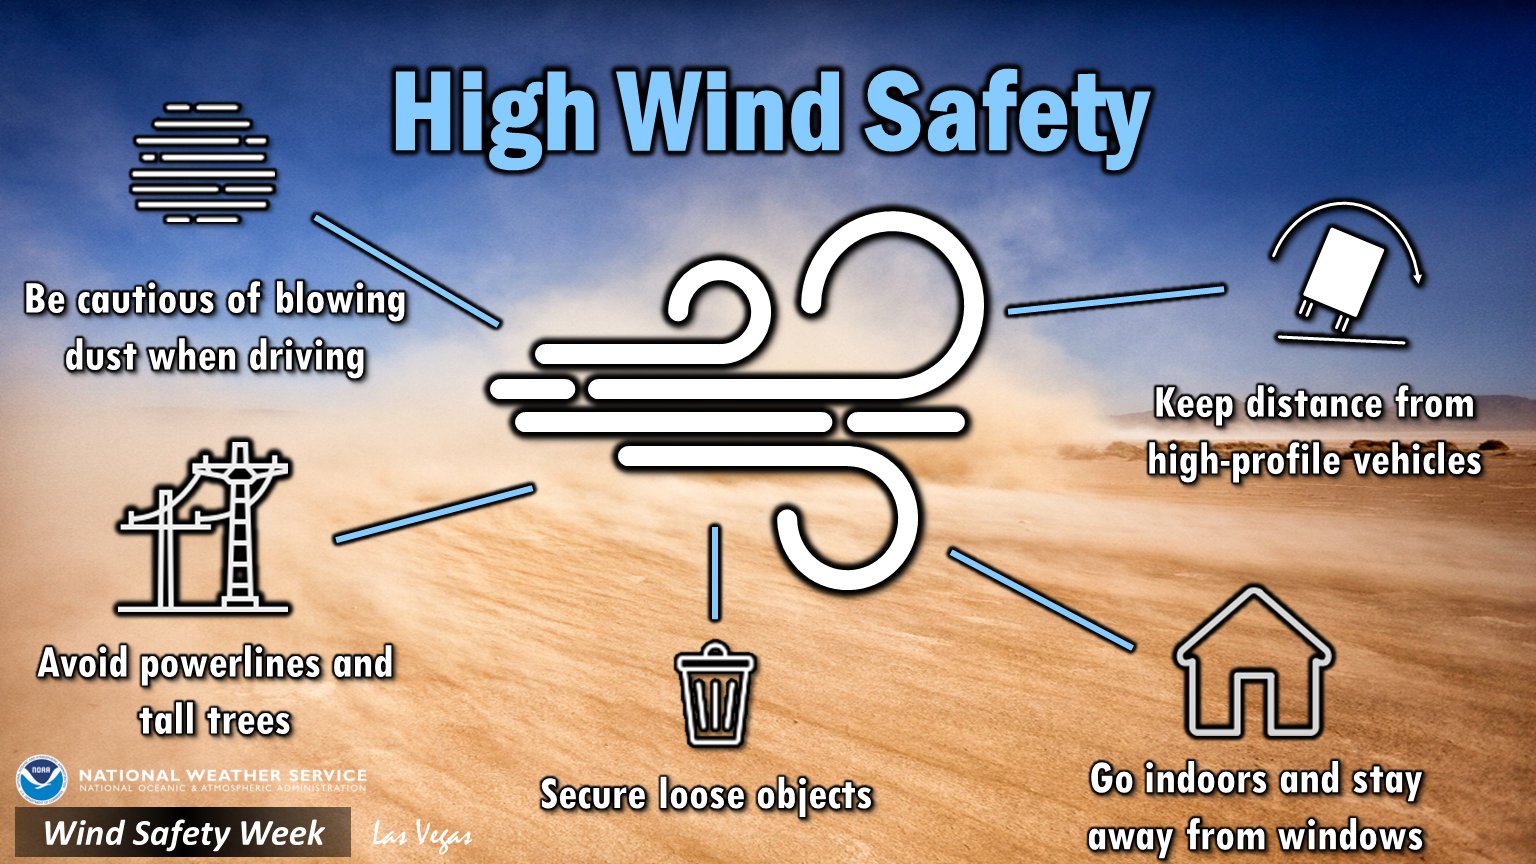 High Wind Safety
Be cautious of blowing
dust when driving
Keep distance from
high-profile vehicles
Avoid powerlines and
tall trees
Secure loose objects
Go indoors and stay
away from windows
NOAA
NATIONAL WEATHER SERVICE
NATIONAL OCEANIC & ATMOSPHERIC ADMINISTRATION
Wind Safety Week
Las Vegas